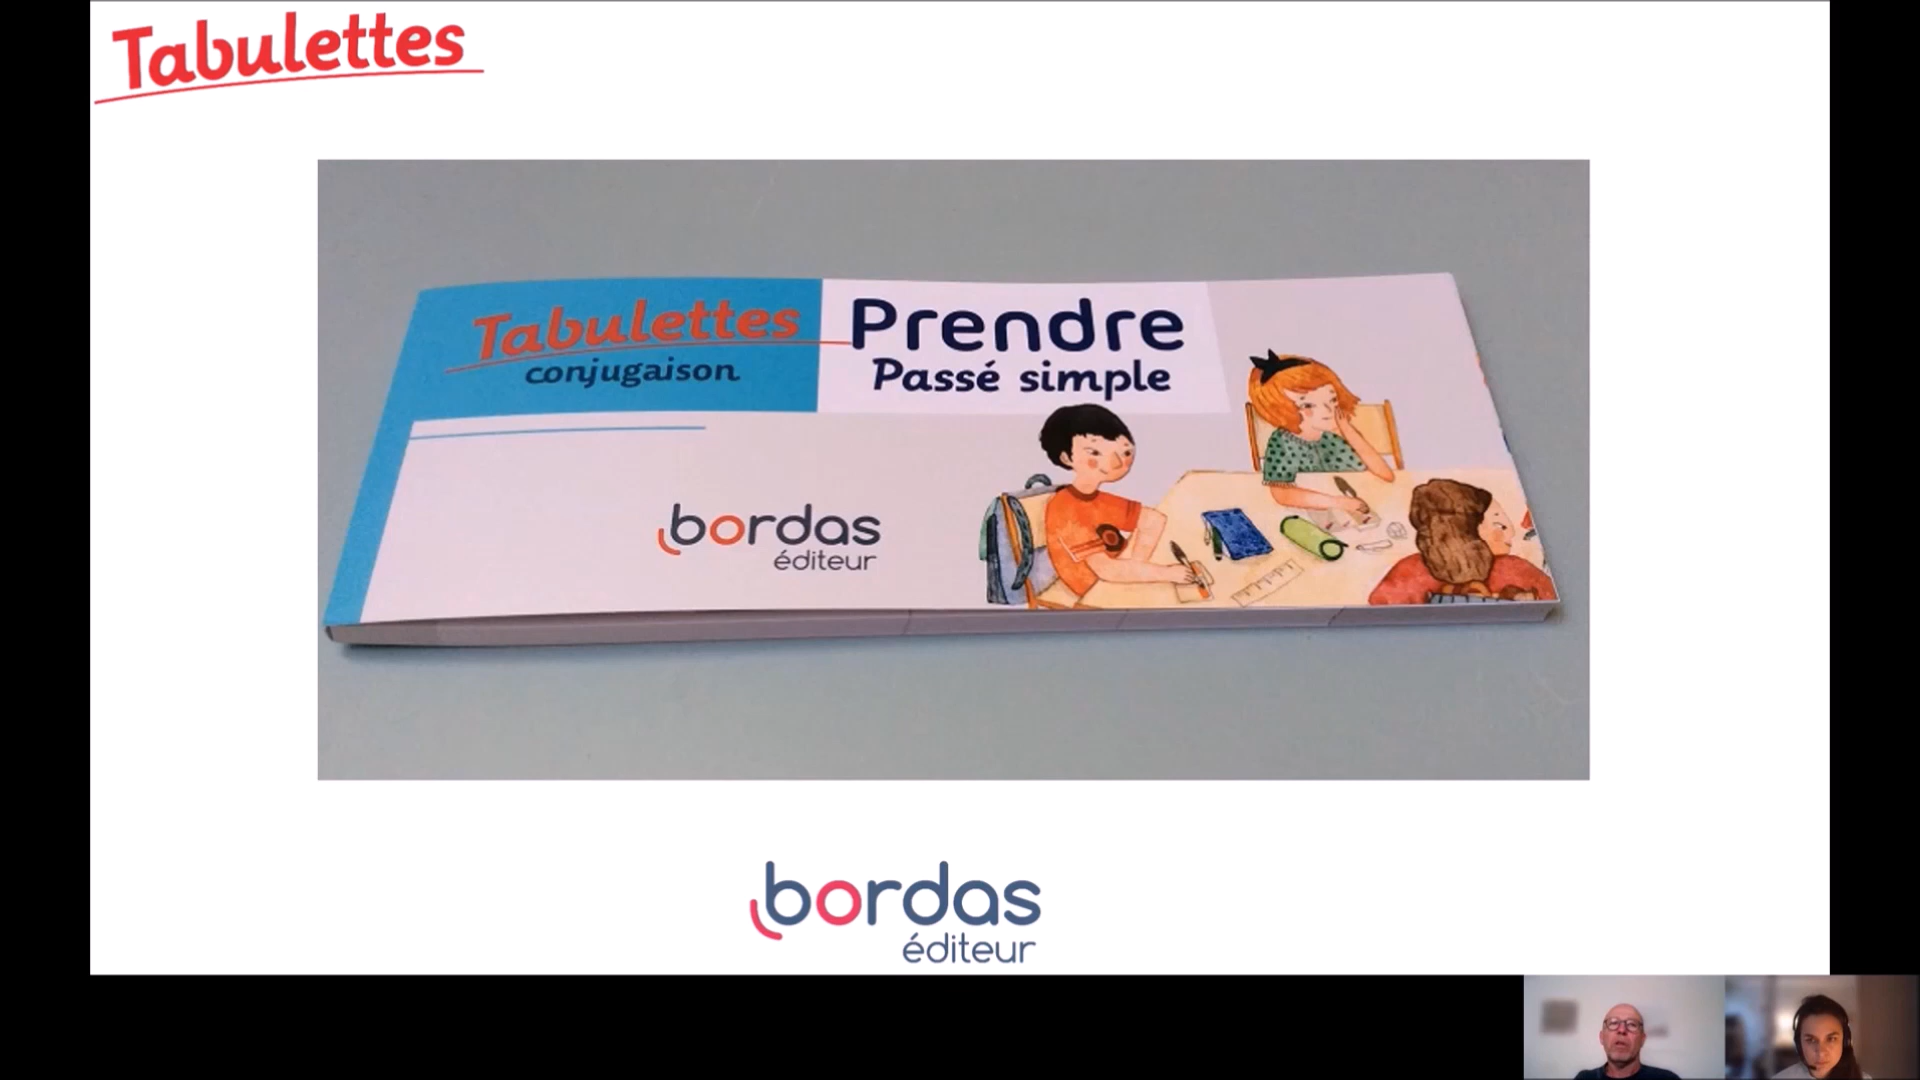 Tabulettes
Tabulettes
conjugaison
Prendre
Passé simple
bordas
éditeur
bordas
éditeur